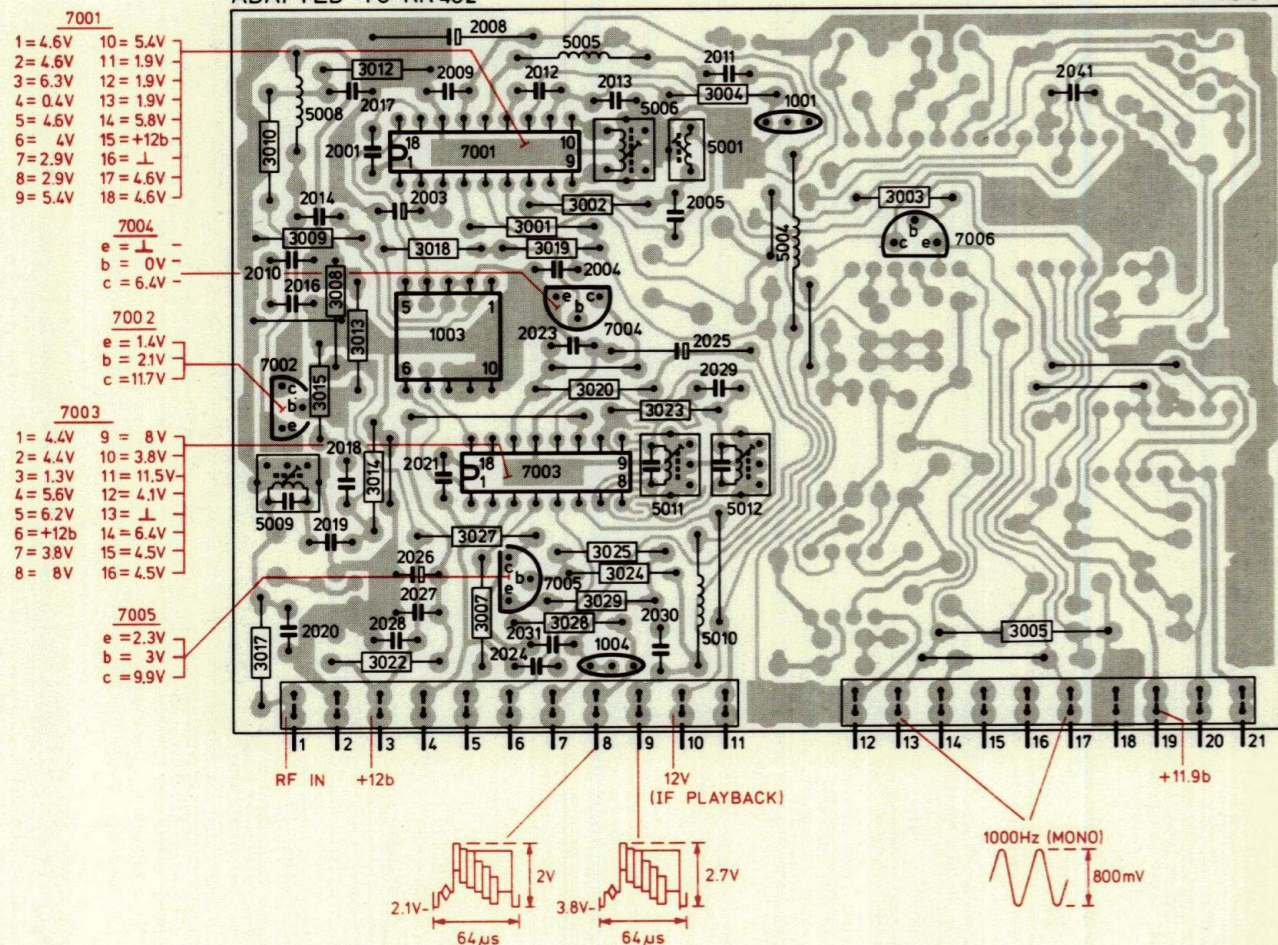 ADAPTED TO KR 452
7001
1 = 4.6V 10 = 5.4V
2 = 4.6V 11 = 1.9V
3 = 6.3V 12 = 1.9V
4 = 0.4V 13 = 1.9V
5 = 4.6V 14 = 5.8V
6 = 4V 15 = +12b
7 = 2.9V 16 = ⊥
8 = 2.9V 17 = 4.6V
9 = 5.4V 18 = 4.6V
7004
e = ⊥
b = 0V
c = 6.4V
7002
e = 1.4V
b = 2.1V
c = 11.7V
7003
1 = 4.4V 9 = 8V
2 = 4.4V 10 = 3.8V
3 = 1.3V 11 = 11.5V
4 = 5.6V 12 = 4.1V
5 = 6.2V 13 = ⊥
6 = +12b 14 = 6.4V
7 = 3.8V 15 = 4.5V
8 = 8V 16 = 4.5V
7005
e = 2.3V
b = 3V
c = 9.9V
2008
5005
3012 2009 2012 2011 2041
5008 2017 2013 5006 3004 1001
3010 2001 18 7001 10 5001
1 9
2014 2003 3002 2005 3003
3009 3018 3001 5004 b 7006
3019 c e
2010 3008 2004
2016 5 1 e c
b
3013 1003 2023 7004 2025
7002 3015 6 10 2029
c 3020
b 3023
e
2018 2021 18 7003 9
3014 1 8
5009 5011 5012
2019 3027
2026 c 3025
b 7005 3024
2027 e 3029 2030
3007 3028 5010
2020 2028 2031 3005
3017 3022 2024 1004
1 2 3 4 5 6 7 8 9 10 11 12 13 14 15 16 17 18 19 20 21
RF IN +12b 12V +11.9b
(IF PLAYBACK)
1000Hz (MONO)
2V 2.7V 800mV
2.1V 3.8V
64µs 64µs